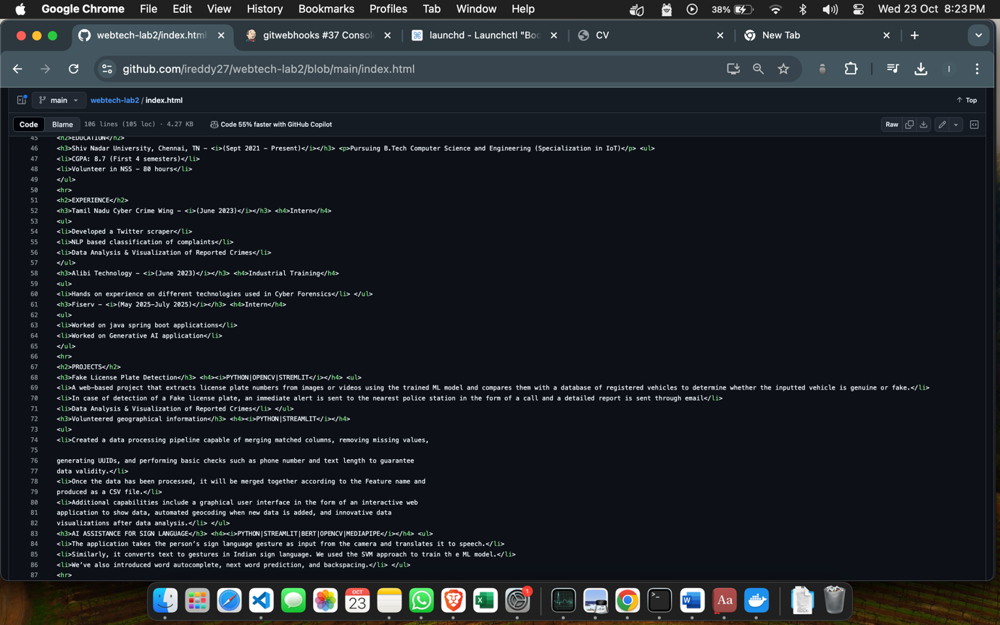 Google Chrome File Edit View History Bookmarks Profiles Tab Window Help 38% Wed 23 Oct 8:23 PM
webtech-lab2/index.html gitwebhooks #37 Conso launchd - Launchctl "Boo CV New Tab
github.com/ireddy27/webtech-lab2/blob/main/index.html I
main webtech-lab2 / index.html Top
Code Blame 106 lines (105 loc) · 4.27 KB Code 55% faster with GitHub Copilot Raw
45 <h2>EDUCATION</h2>
46 <h3>Shiv Nadar University, Chennai, TN - <i>(Sept 2021 - Present)</i></h3> <p>Pursuing B.Tech Computer Science and Engineering (Specialization in IoT)</p> <ul>
47 <li>CGPA: 8.7 (First 4 semesters)</li>
48 <li>Volunteer in NSS - 80 hours</li>
49 </ul>
50 <hr>
51 <h2>EXPERIENCE</h2>
52 <h3>Tamil Nadu Cyber Crime Wing - <i>(June 2023)</i></h3> <h4>Intern</h4>
53 <ul>
54 <li>Developed a Twitter scraper</li>
55 <li>NLP based classification of complaints</li>
56 <li>Data Analysis & Visualization of Reported Crimes</li>
57 </ul>
58 <h3>Alibi Technology - <i>(June 2023)</i></h3> <h4>Industrial Training</h4>
59 <ul>
60 <li>Hands on experience on different technologies used in Cyber Forensics</li> </ul>
61 <h3>Fiserv - <i>(May 2025-July 2025)</i></h3> <h4>Intern</h4>
62 <ul>
63 <li>Worked on java spring boot applications</li>
64 <li>Worked on Generative AI application</li>
65 </ul>
66 <hr>
67 <h2>PROJECTS</h2>
68 <h3>Fake License Plate Detection</h3> <h4><i>PYTHON|OPENCV|STREMLIT</i></h4> <ul>
69 <li>A web-based project that extracts license plate numbers from images or videos using the trained ML model and compares them with a database of registered vehicles to determine whether the inputted vehicle is genuine or fake.</li>
70 <li>In case of detection of a Fake license plate, an immediate alert is sent to the nearest police station in the form of a call and a detailed report is sent through email</li>
71 <li>Data Analysis & Visualization of Reported Crimes</li> </ul>
72 <h3>Volunteered geographical information</h3> <h4><i>PYTHON|STREAMLIT</i></h4>
73 <ul>
74 <li>Created a data processing pipeline capable of merging matched columns, removing missing values,
75
76 generating UUIDs, and performing basic checks such as phone number and text length to guarantee
77 data validity.</li>
78 <li>Once the data has been processed, it will be merged together according to the Feature name and
79 produced as a CSV file.</li>
80 <li>Additional capabilities include a graphical user interface in the form of an interactive web
81 application to show data, automated geocoding when new data is added, and innovative data
82 visualizations after data analysis.</li> </ul>
83 <h3>AI ASSISTANCE FOR SIGN LANGUAGE</h3> <h4><i>PYTHON|STREAMLIT|BERT|OPENCV|MEDIAPIPE</i></h4> <ul>
84 <li>The application takes the person’s sign language gesture as input from the camera and translates it to speech.</li>
85 <li>Similarly, it converts text to gestures in Indian sign language. We used the SVM approach to train th e ML model.</li>
86 <li>We’ve also introduced word autocomplete, next word prediction, and backspacing.</li> </ul>
87 <hr>
OCT 23 1 Aa DOCX